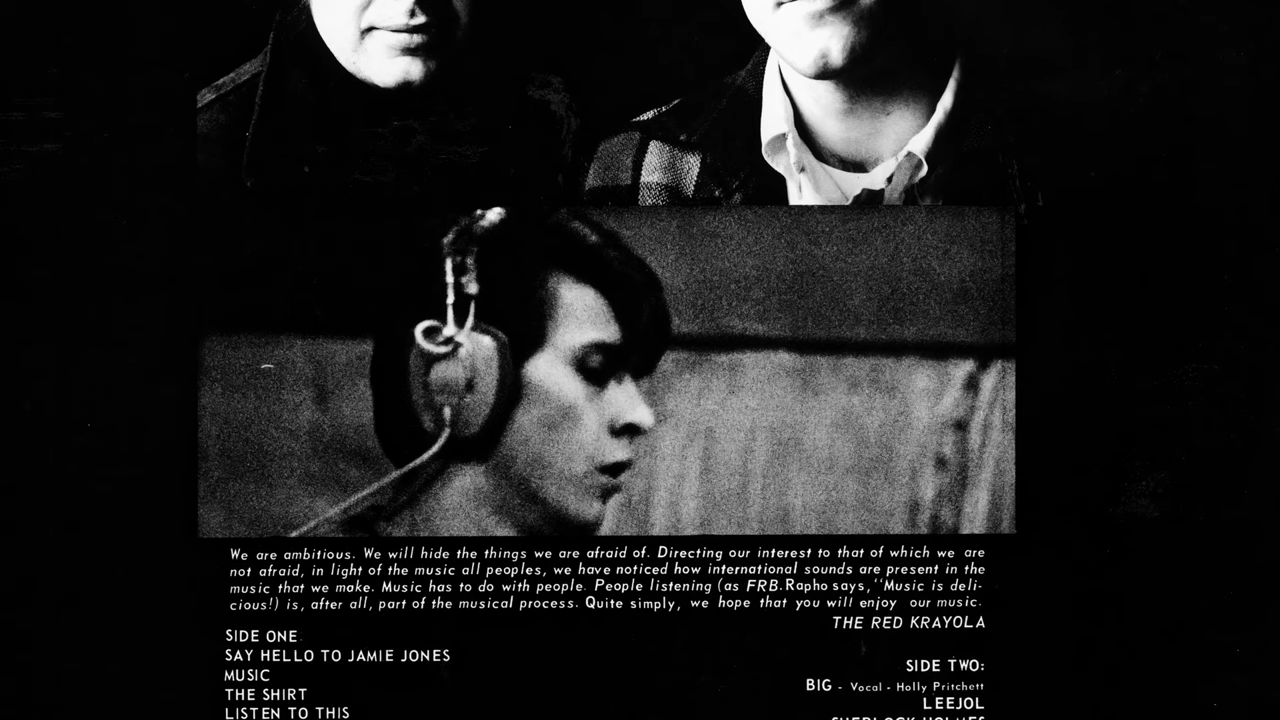 We are ambitious. We will hide the things we are afraid of. Directing our interest to that of which we are
not afraid, in light of the music all peoples, we have noticed how international sounds are present in the
music that we make. Music has to do with people. People listening (as FRB. Rapho says, "Music is deli-
cious!) is, after all, part of the musical process. Quite simply, we hope that you will enjoy our music.
THE RED KRAYOLA
SIDE ONE:
SAY HELLO TO JAMIE JONES
MUSIC
THE SHIRT
LISTEN TO THIS
SIDE TWO:
BIG - Vocal - Holly Pritchett
LEEJOL
SHERLOCK HOLMES